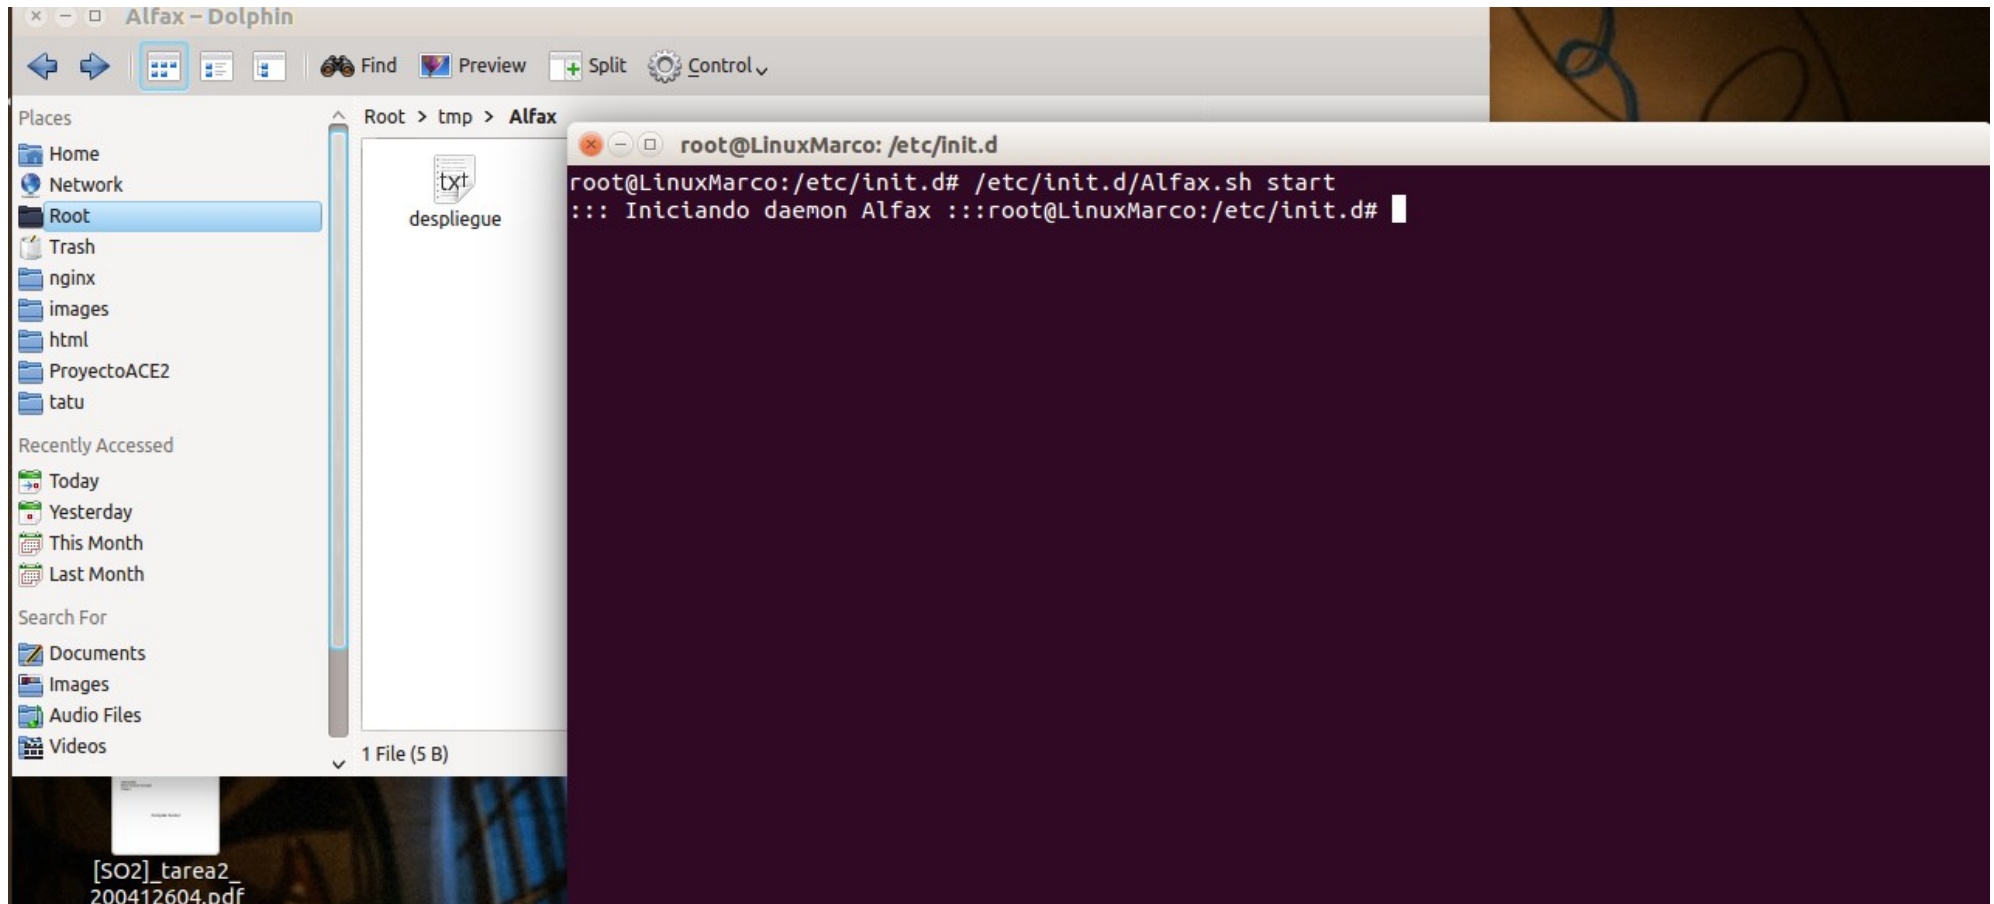 Alfax – Dolphin
Find Preview Split Control
Places
Home
Network
Root
Trash
nginx
images
html
ProyectoACE2
tatu
Recently Accessed
Today
Yesterday
This Month
Last Month
Search For
Documents
Images
Audio Files
Videos
Root > tmp > Alfax
txt
despliegue
1 File (5 B)
root@LinuxMarco: /etc/init.d
root@LinuxMarco:/etc/init.d# /etc/init.d/Alfax.sh start
::: Iniciando daemon Alfax :::root@LinuxMarco:/etc/init.d#
[SO2]_tarea2_
200412604.pdf